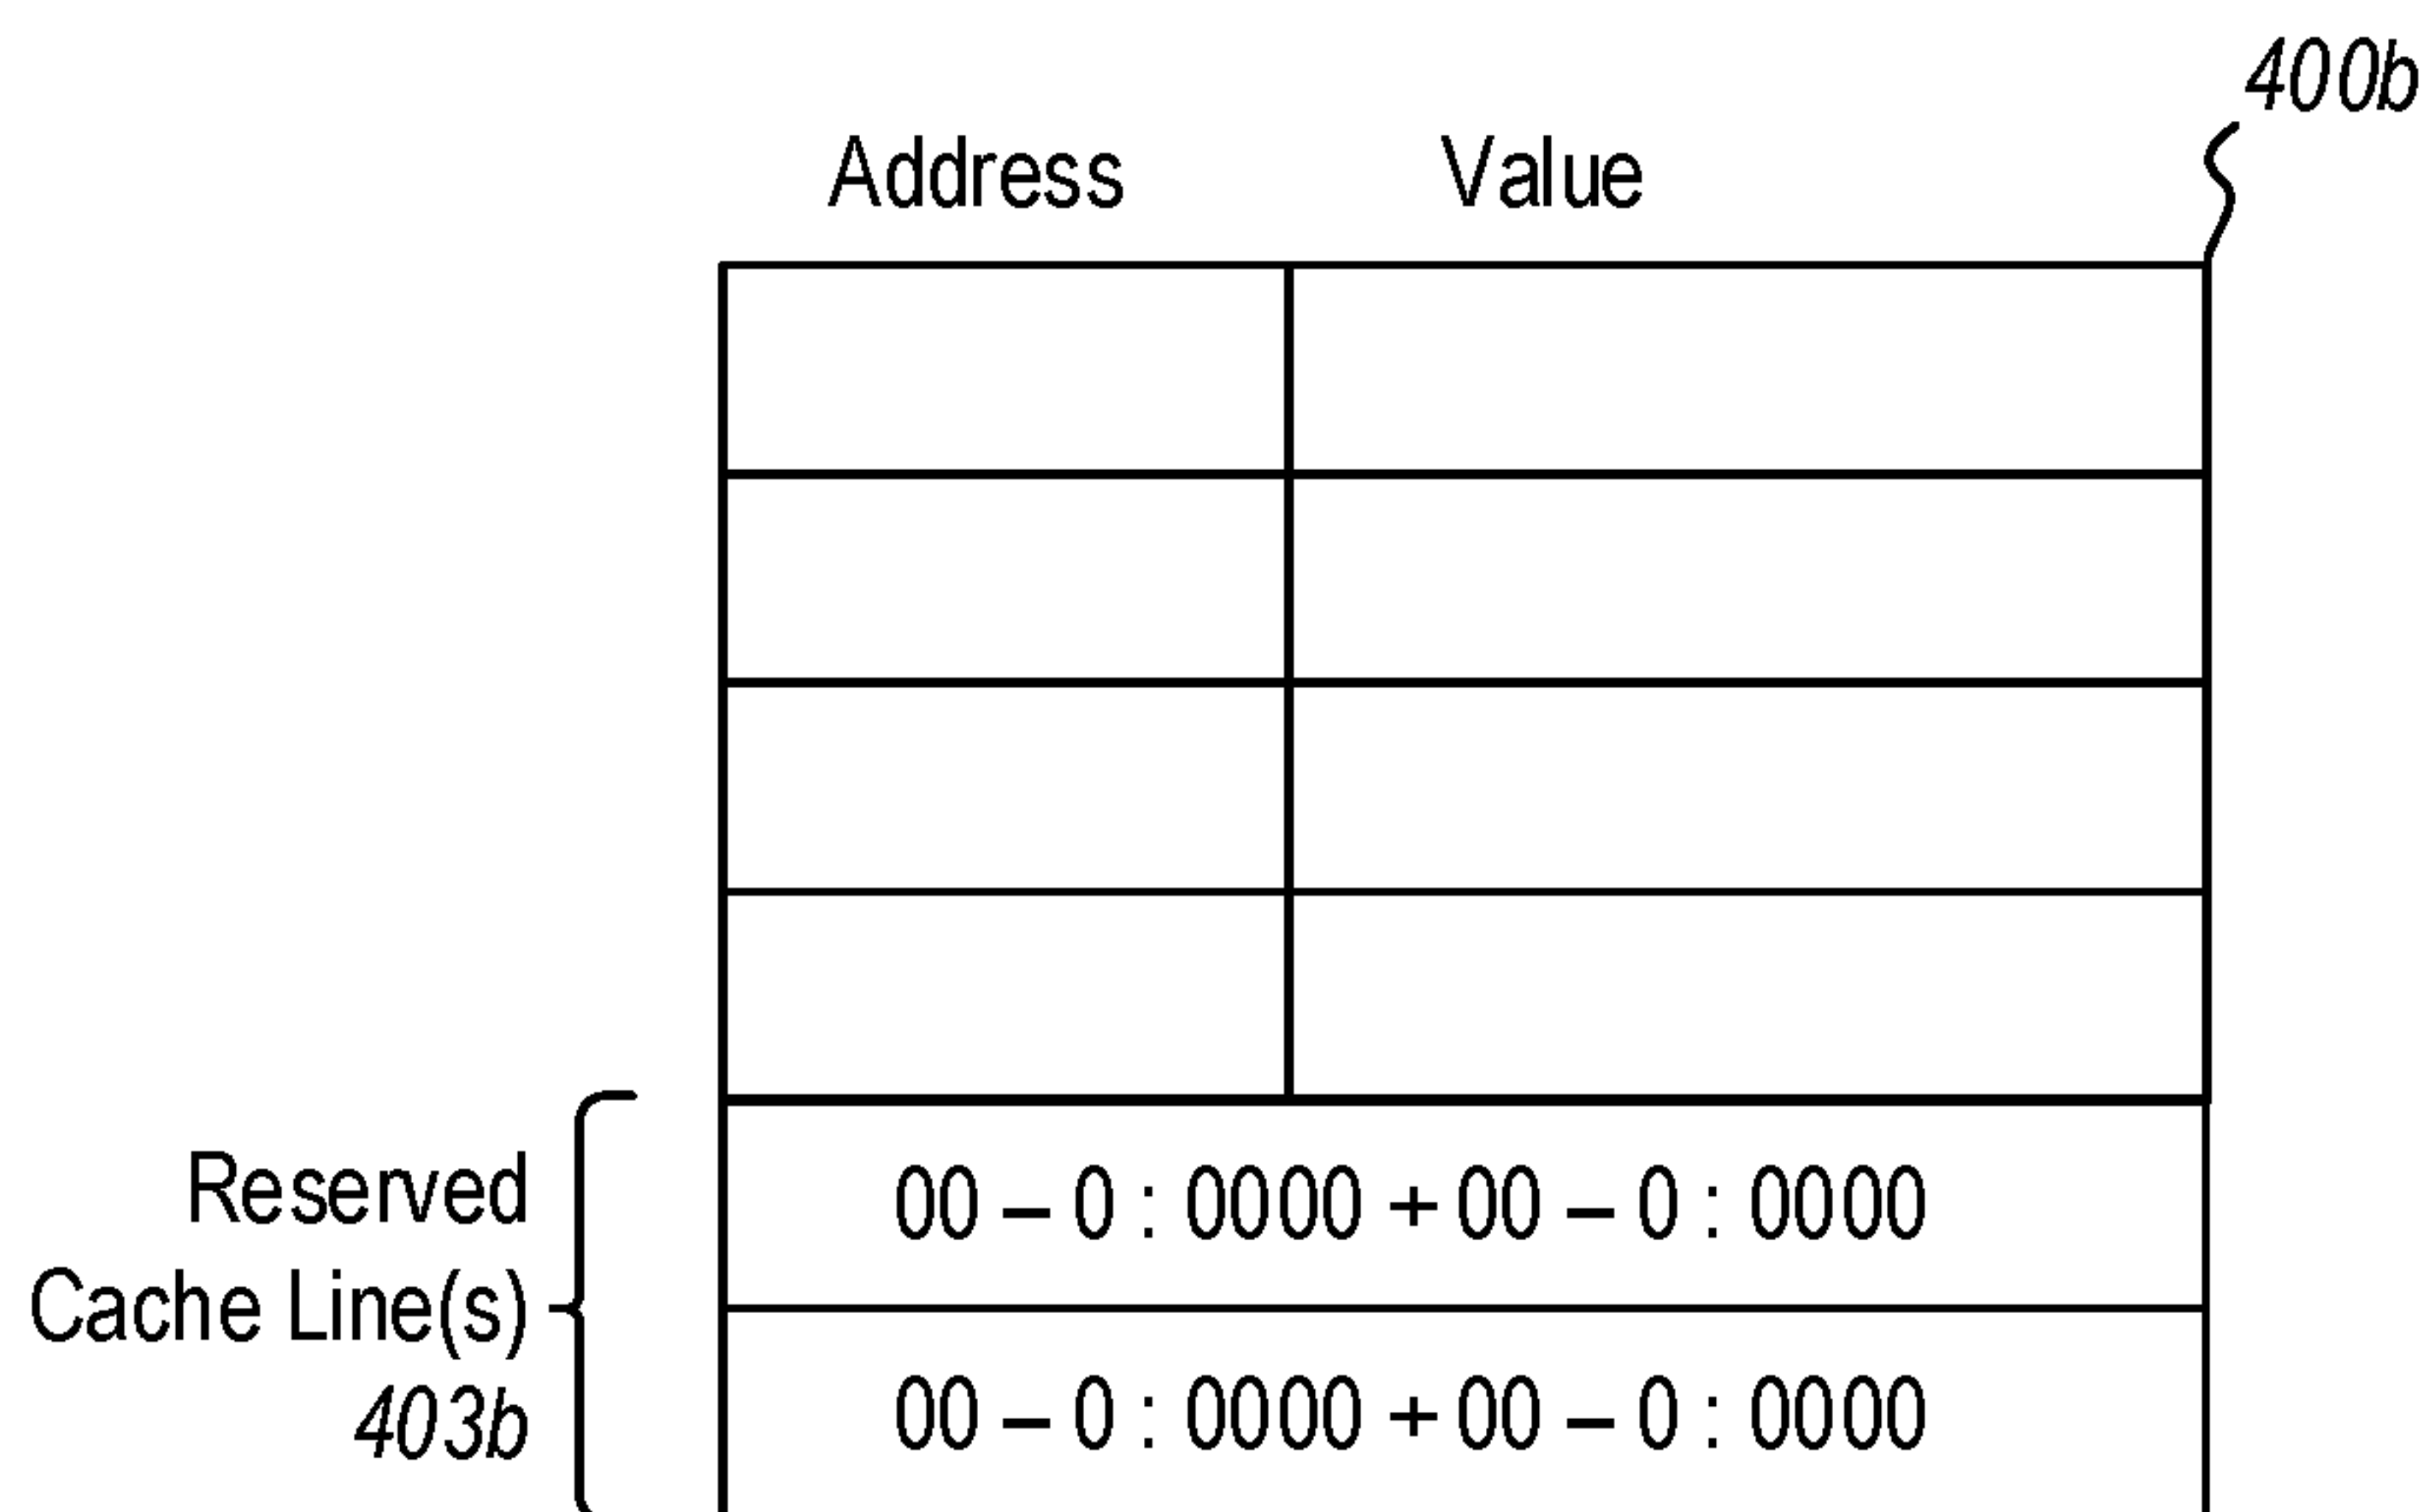 400b
Address Value
00 – 0 : 0000 + 00 – 0 : 0000
Reserved
Cache Line(s)
403b
00 – 0 : 0000 + 00 – 0 : 0000